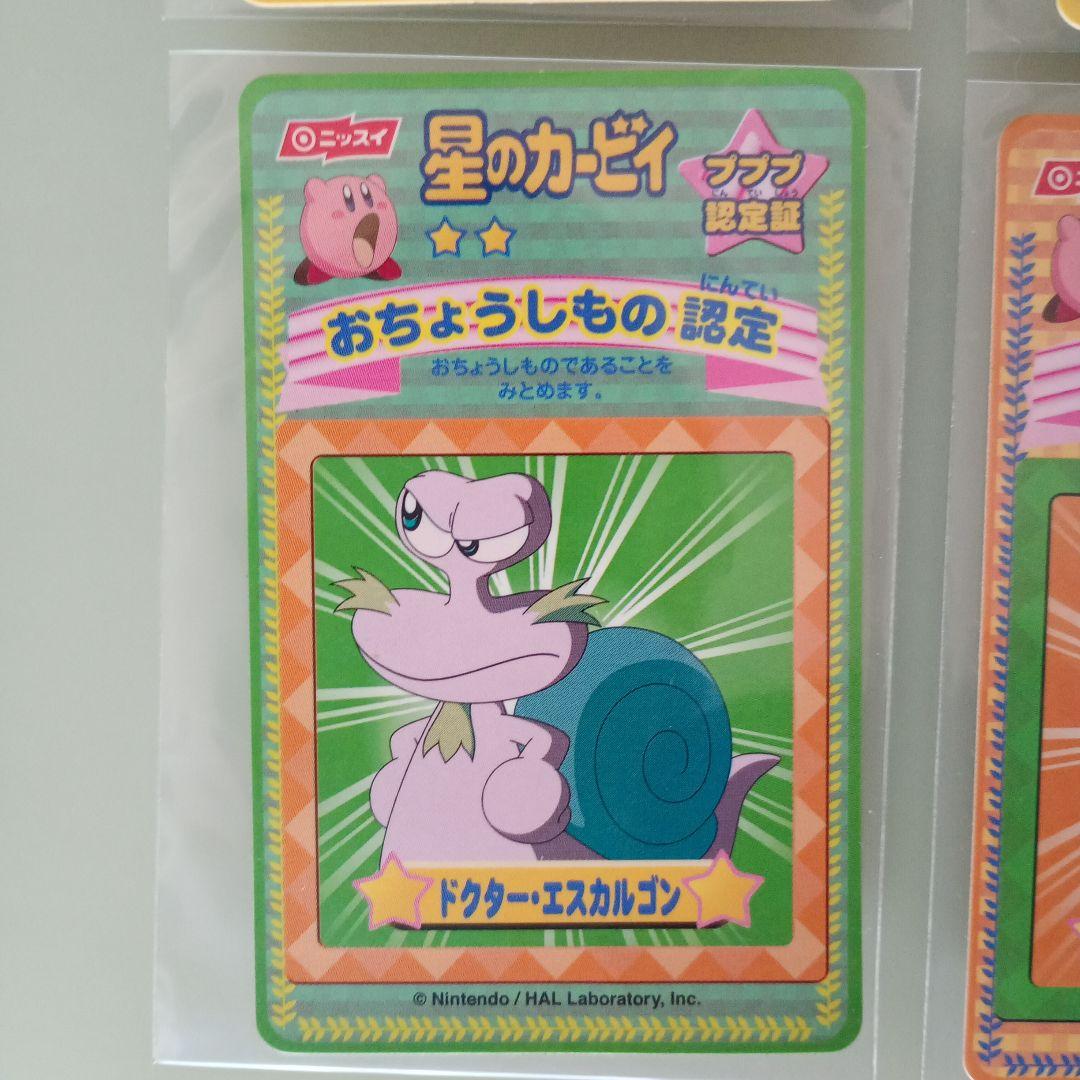 ニッスイ
星のカービィ
プププ
にん てい しょう
認定証
にんてい
おちょうしもの 認定
おちょうしものであることを
みとめます。
ドクター・エスカルゴン
© Nintendo / HAL Laboratory, Inc.